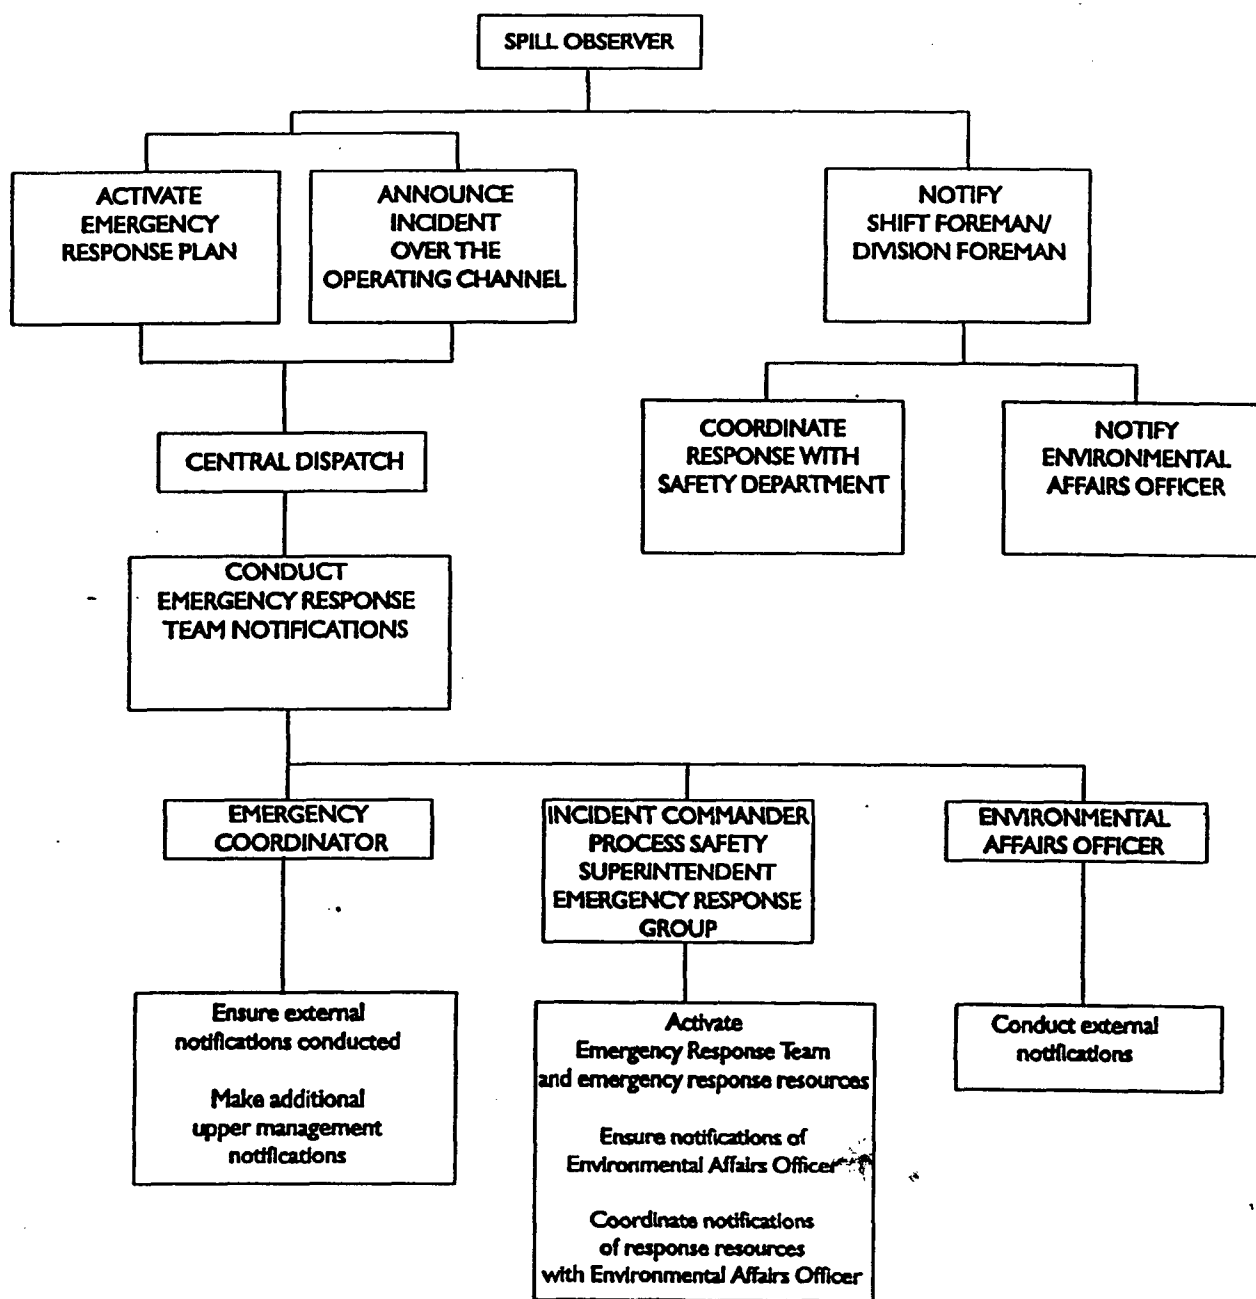 SPILL OBSERVER
ACTIVATE
EMERGENCY
RESPONSE PLAN
ANNOUNCE
INCIDENT
OVER THE
OPERATING CHANNEL
NOTIFY
SHIFT FOREMAN/
DIVISION FOREMAN
COORDINATE
RESPONSE WITH
SAFETY DEPARTMENT
NOTIFY
ENVIRONMENTAL
AFFAIRS OFFICER
CENTRAL DISPATCH
CONDUCT
EMERGENCY RESPONSE
TEAM NOTIFICATIONS
EMERGENCY
COORDINATOR
INCIDENT COMMANDER
PROCESS SAFETY
SUPERINTENDENT
EMERGENCY RESPONSE
GROUP
ENVIRONMENTAL
AFFAIRS OFFICER
Ensure external
notifications conducted
Make additional
upper management
notifications
Activate
Emergency Response Team
and emergency response resources
Ensure notifications of
Environmental Affairs Officer
Coordinate notifications
of response resources
with Environmental Affairs Officer
Conduct external
notifications